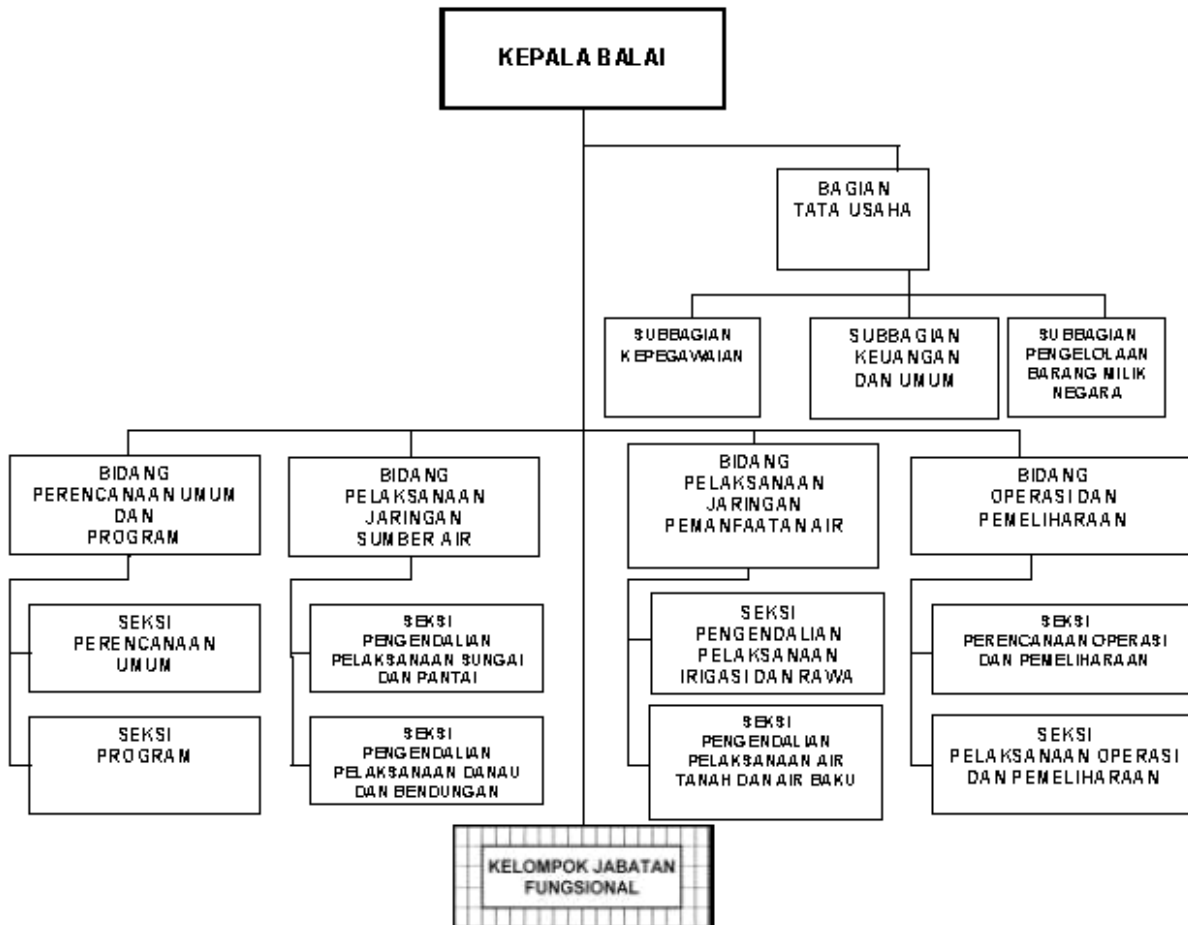 KEPALA BALAI
BAGIAN
TATA USAHA
SUBBAGIAN
KEPEGAWAIAN
SUBBAGIAN
KEUANGAN
DAN UMUM
SUBBAGIAN
PENGELOLAAN
BARANG MILIK
NEGARA
BIDANG
PERENCANAAN UMUM
DAN
PROGRAM
BIDANG
PELAKSANAAN
JARINGAN
SUMBER AIR
BIDANG
PELAKSANAAN
JARINGAN
PEMANFAATAN AIR
BIDANG
OPERASI DAN
PEMELIHARAAN
SEKSI
PERENCANAAN
UMUM
SEKSI
PENGENDALIAN
PELAKSANAAN SUNGAI
DAN PANTAI
SEKSI
PENGENDALIAN
PELAKSANAAN
IRIGASI DAN RAWA
SEKSI
PERENCANAAN OPERASI
DAN PEMELIHARAAN
SEKSI
PROGRAM
SEKSI
PENGENDALIAN
PELAKSANAAN DANAU
DAN BENDUNGAN
SEKSI
PENGENDALIAN
PELAKSANAAN AIR
TANAH DAN AIR BAKU
SEKSI
PELAKSANAAN OPERASI
DAN PEMELIHARAAN
KELOMPOK JABATAN
FUNGSIONAL